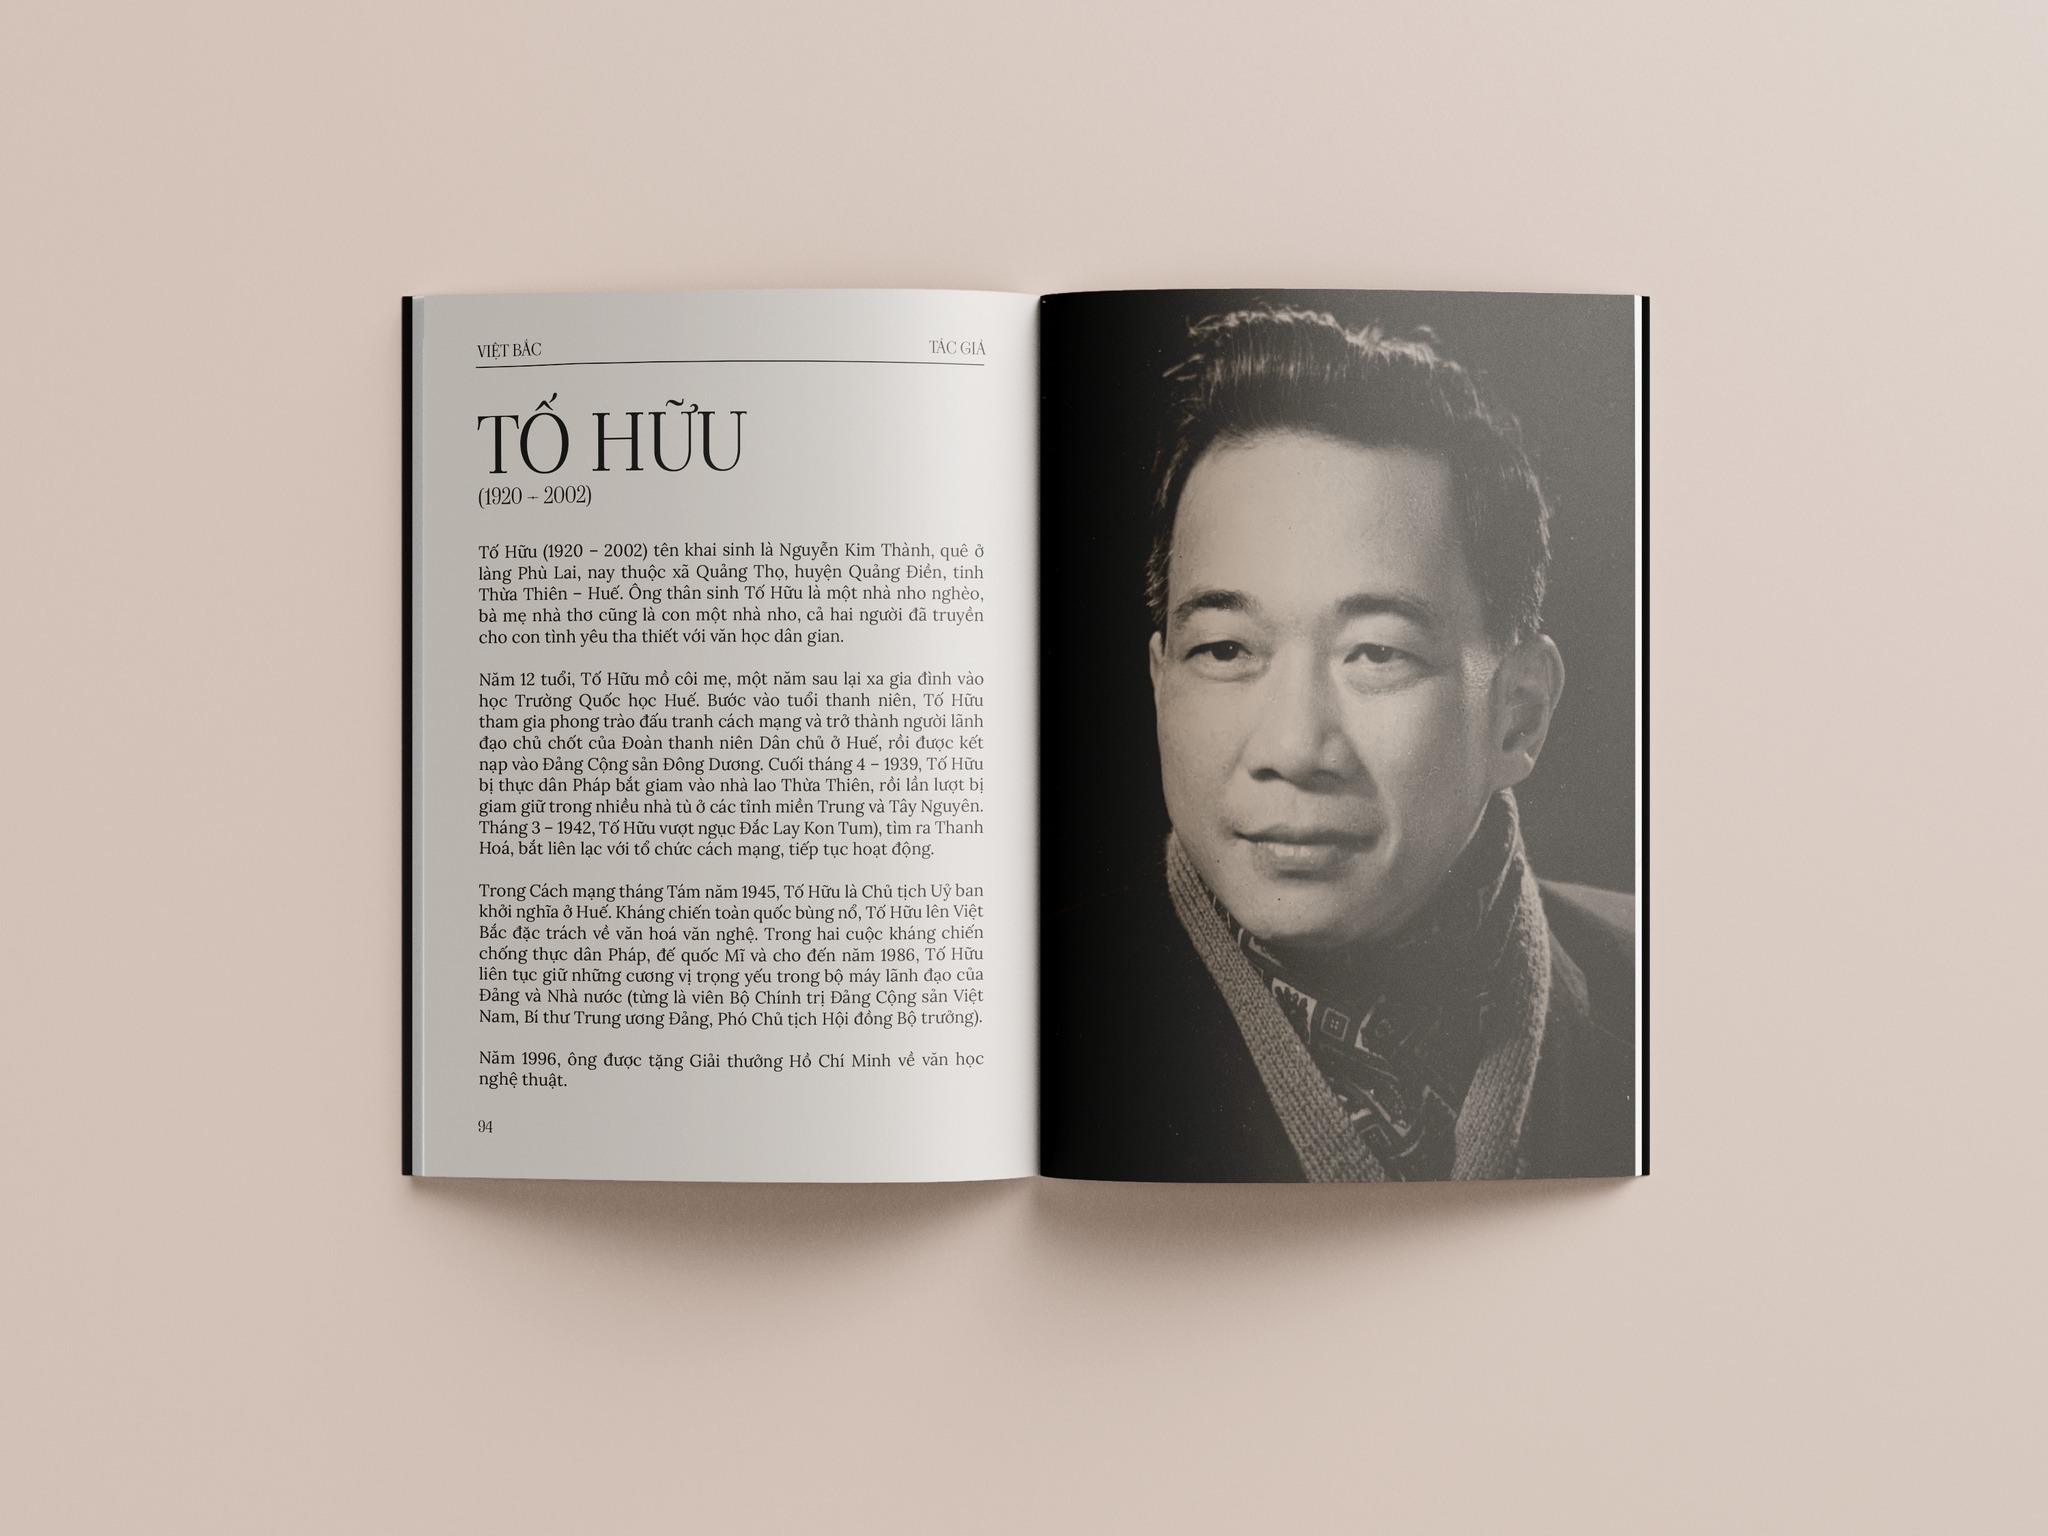 VIỆT BẮC
TÁC GIẢ
TỐ HỮU
(1920 – 2002)
Tố Hữu (1920 – 2002) tên khai sinh là Nguyễn Kim Thành, quê ở
làng Phù Lai, nay thuộc xã Quảng Thọ, huyện Quảng Điền, tỉnh
Thừa Thiên – Huế. Ông thân sinh Tố Hữu là một nhà nho nghèo,
bà mẹ nhà thơ cũng là con một nhà nho, cả hai người đã truyền
cho con tình yêu tha thiết với văn học dân gian.
Năm 12 tuổi, Tố Hữu mồ côi mẹ, một năm sau lại xa gia đình vào
học Trường Quốc học Huế. Bước vào tuổi thanh niên, Tố Hữu
tham gia phong trào đấu tranh cách mạng và trở thành người lãnh
đạo chủ chốt của Đoàn thanh niên Dân chủ ở Huế, rồi được kết
nạp vào Đảng Cộng sản Đông Dương. Cuối tháng 4 – 1939, Tố Hữu
bị thực dân Pháp bắt giam vào nhà lao Thừa Thiên, rồi lần lượt bị
giam giữ trong nhiều nhà tù ở các tỉnh miền Trung và Tây Nguyên.
Tháng 3 – 1942, Tố Hữu vượt ngục Đắc Lay Kon Tum), tìm ra Thanh
Hoá, bắt liên lạc với tổ chức cách mạng, tiếp tục hoạt động.
Trong Cách mạng tháng Tám năm 1945, Tố Hữu là Chủ tịch Uỷ ban
khởi nghĩa ở Huế. Kháng chiến toàn quốc bùng nổ, Tố Hữu lên Việt
Bắc đặc trách về văn hoá văn nghệ. Trong hai cuộc kháng chiến
chống thực dân Pháp, đế quốc Mĩ và cho đến năm 1986, Tố Hữu
liên tục giữ những cương vị trọng yếu trong bộ máy lãnh đạo của
Đảng và Nhà nước (từng là viên Bộ Chính trị Đảng Cộng sản Việt
Nam, Bí thư Trung ương Đảng, Phó Chủ tịch Hội đồng Bộ trưởng).
Năm 1996, ông được tặng Giải thưởng Hồ Chí Minh về văn học
nghệ thuật.
94